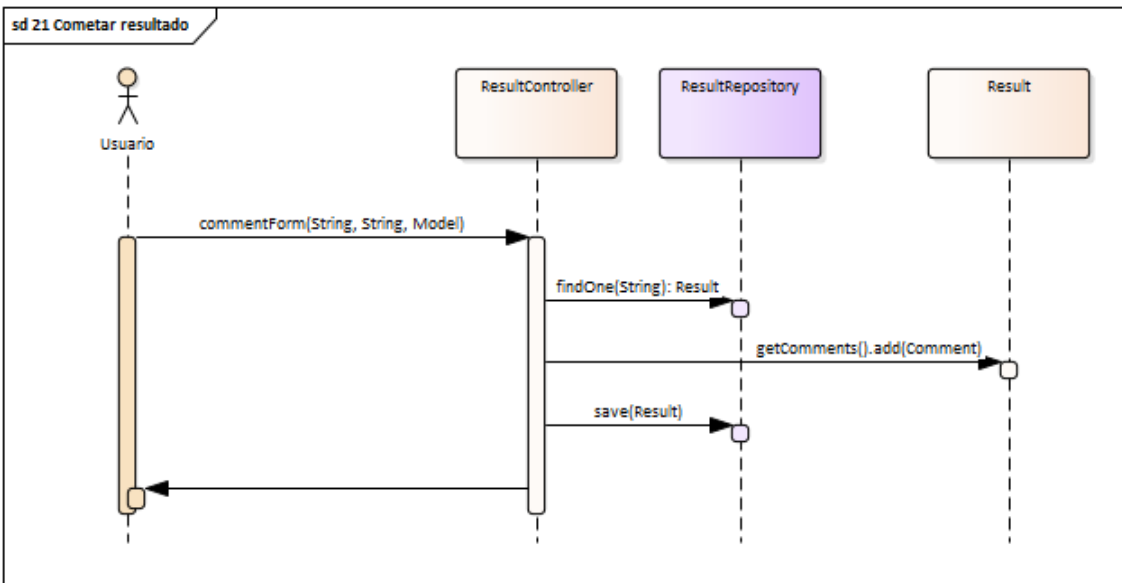 sd 21 Cometar resultado
ResultController
ResultRepository
Result
Usuario
commentForm(String, String, Model)
findOne(String): Result
getComments().add(Comment)
save(Result)